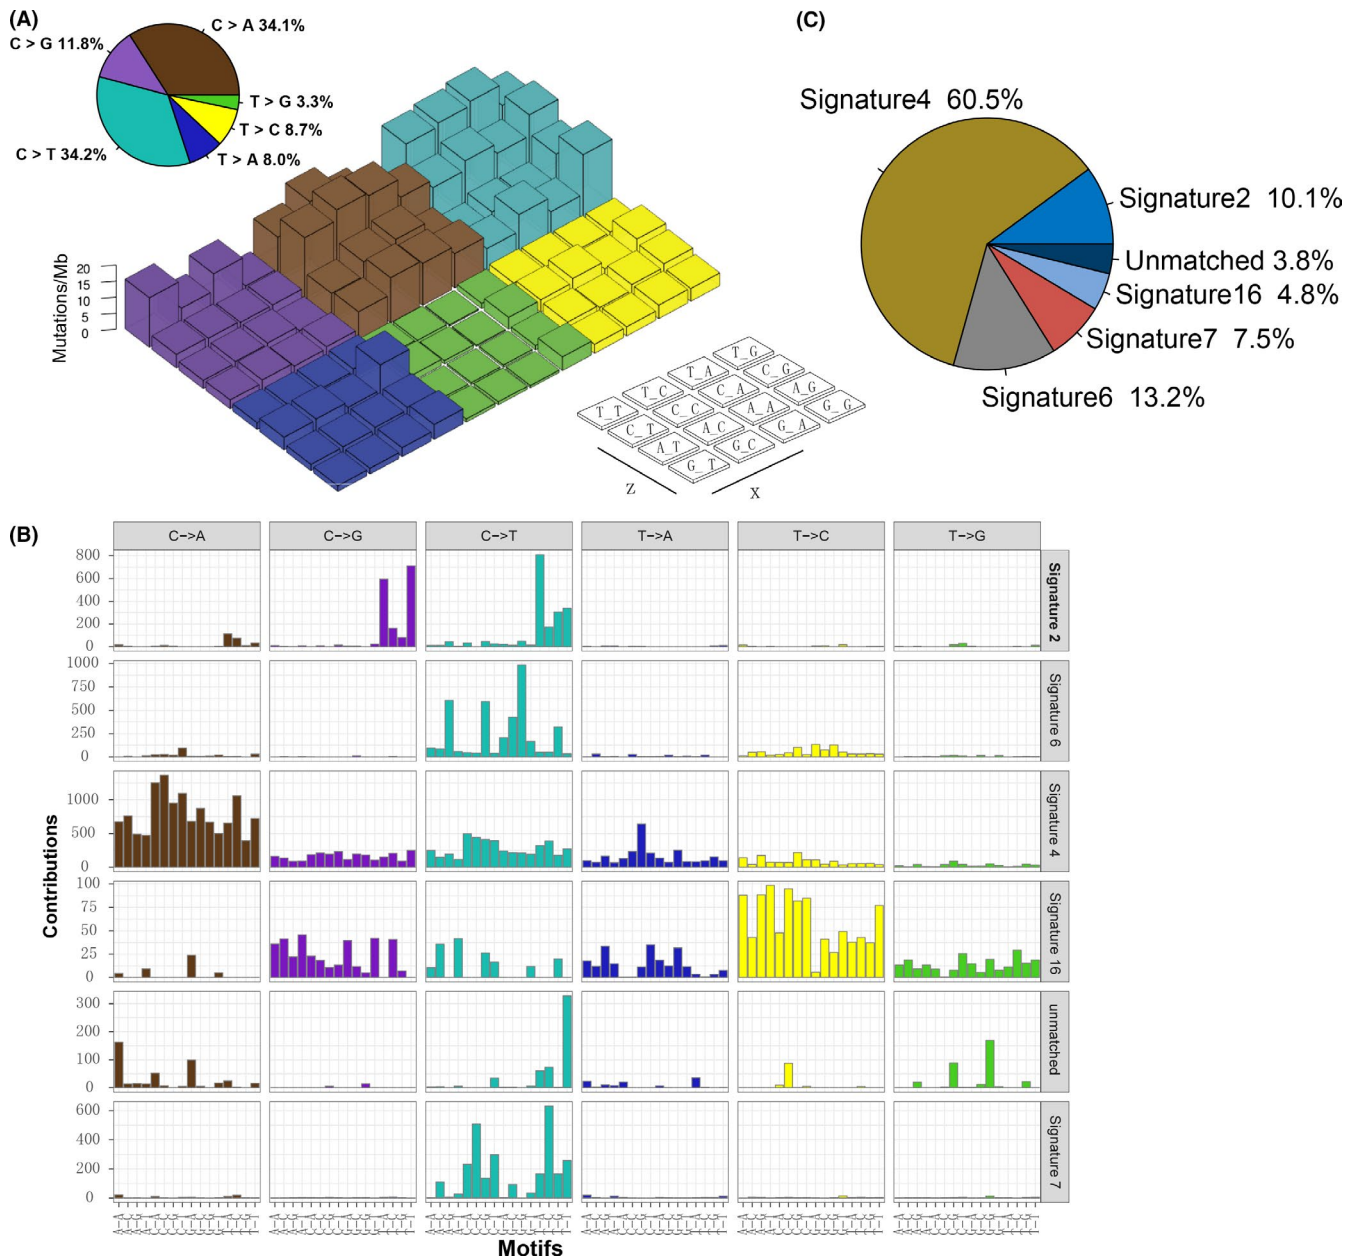 (A)
C > A 34.1%
C > G 11.8%
T > G 3.3%
T > C 8.7%
C > T 34.2%
T > A 8.0%
Mutations/Mb
20
15
10
5
0
T_G
T_A
C_G
T_C
C_A
A_G
T_T
C_C
A_A
G_G
C_T
A_C
G_A
A_T
G_C
G_T
Z
X
(C)
Signature4 60.5%
Signature2 10.1%
Unmatched 3.8%
Signature16 4.8%
Signature7 7.5%
Signature6 13.2%
(B)
C->A C->G C->T T->A T->C T->G
800
600
400
200
0
Signature 2
1000
750
500
250
0
Signature 6
1000
500
0
Signature 4
100
75
50
25
0
Signature 16
300
200
100
0
unmatched
600
400
200
0
Signature 7
Contributions
Motifs